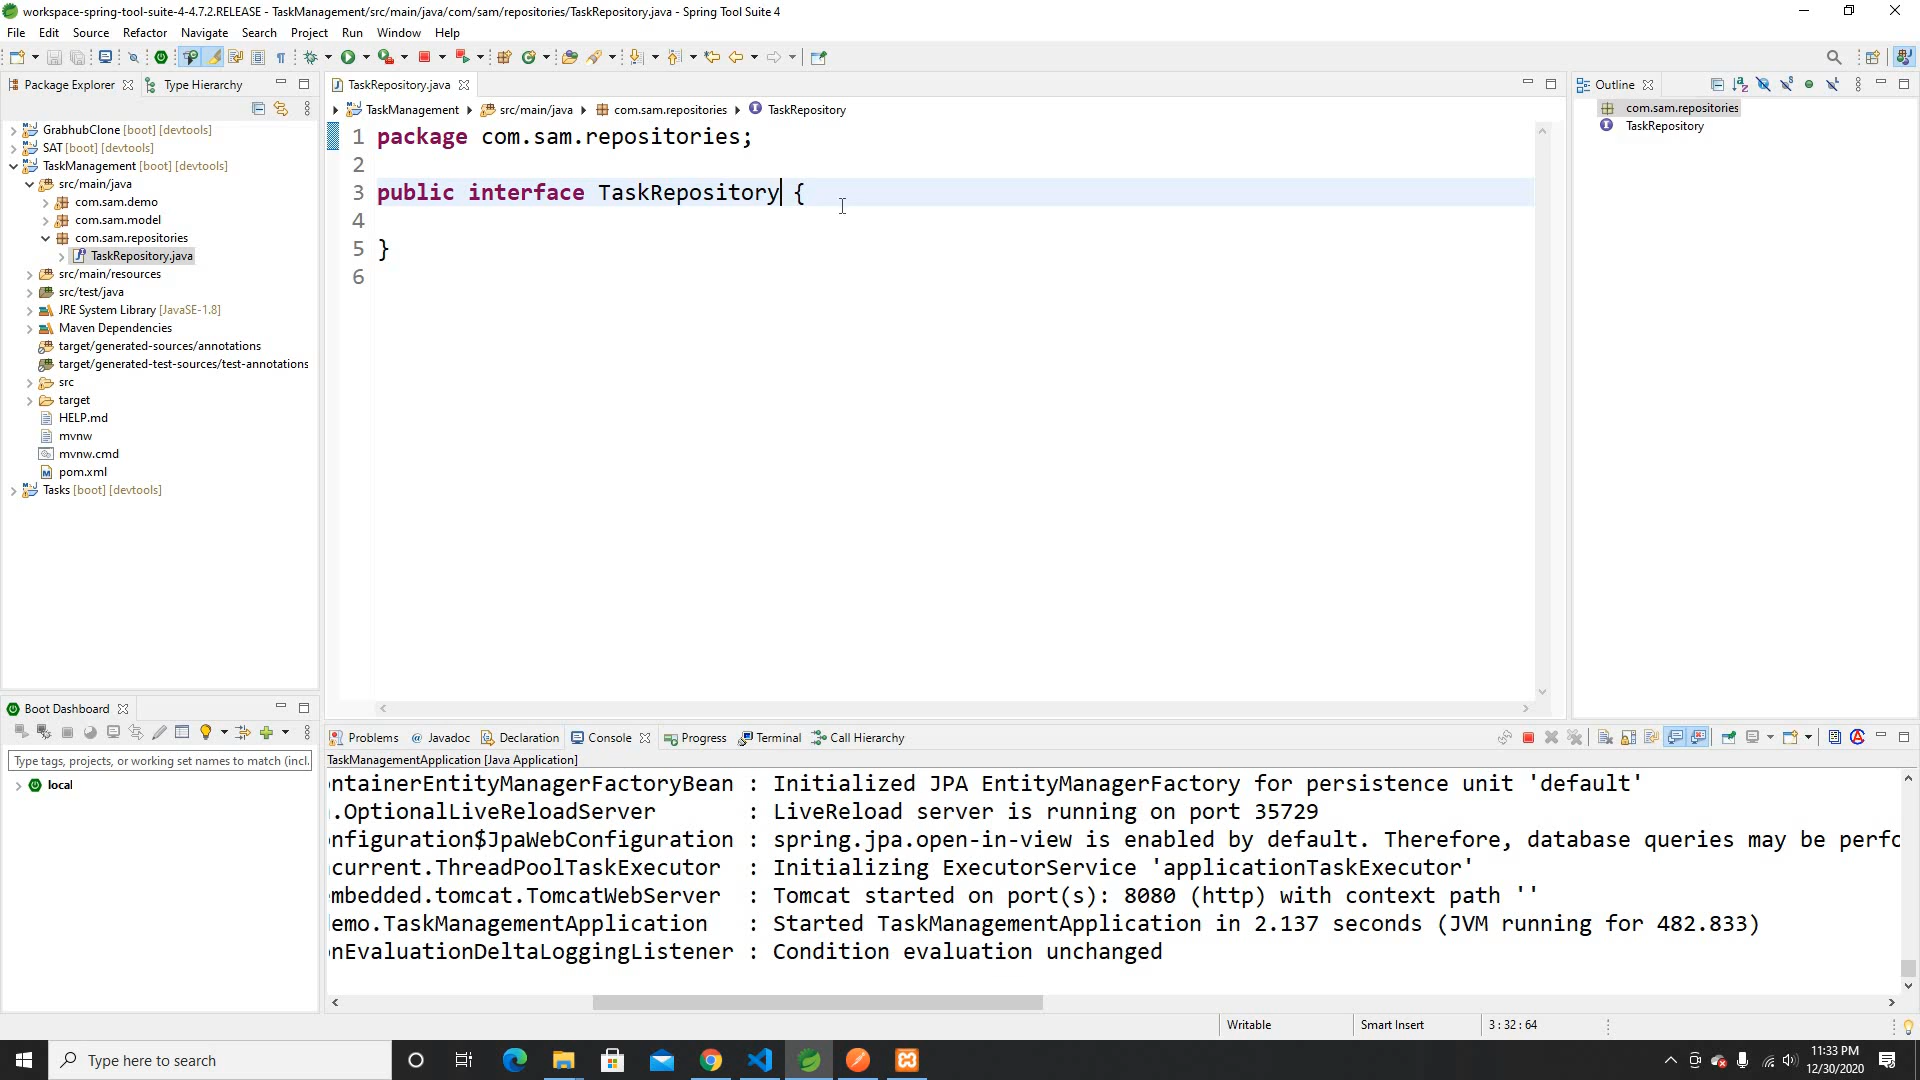 workspace-spring-tool-suite-4-4.7.2.RELEASE - TaskManagement/src/main/java/com/sam/repositories/TaskRepository.java - Spring Tool Suite 4
File Edit Source Refactor Navigate Search Project Run Window Help
Package Explorer
Type Hierarchy
GrabhubClone [boot] [devtools]
SAT [boot] [devtools]
TaskManagement [boot] [devtools]
src/main/java
com.sam.demo
com.sam.model
com.sam.repositories
TaskRepository.java
src/main/resources
src/test/java
JRE System Library [JavaSE-1.8]
Maven Dependencies
target/generated-sources/annotations
target/generated-test-sources/test-annotations
src
target
HELP.md
mvnw
mvnw.cmd
pom.xml
Tasks [boot] [devtools]
Boot Dashboard
Type tags, projects, or working set names to match (incl.
local
TaskRepository.java
TaskManagement src/main/java com.sam.repositories TaskRepository
1 package com.sam.repositories;
2
3 public interface TaskRepository {
4
5 }
6
Outline
com.sam.repositories
TaskRepository
Problems Javadoc Declaration Console Progress Terminal Call Hierarchy
TaskManagementApplication [Java Application]
ontainerEntityManagerFactoryBean : Initialized JPA EntityManagerFactory for persistence unit 'default'
.OptionalLiveReloadServer : LiveReload server is running on port 35729
onfiguration$JpaWebConfiguration : spring.jpa.open-in-view is enabled by default. Therefore, database queries may be perfo
current.ThreadPoolTaskExecutor : Initializing ExecutorService 'applicationTaskExecutor'
embedded.tomcat.TomcatWebServer : Tomcat started on port(s): 8080 (http) with context path ''
demo.TaskManagementApplication : Started TaskManagementApplication in 2.137 seconds (JVM running for 482.833)
onEvaluationDeltaLoggingListener : Condition evaluation unchanged
Writable
Smart Insert
3 : 32 : 64
Type here to search
11:33 PM
12/30/2020